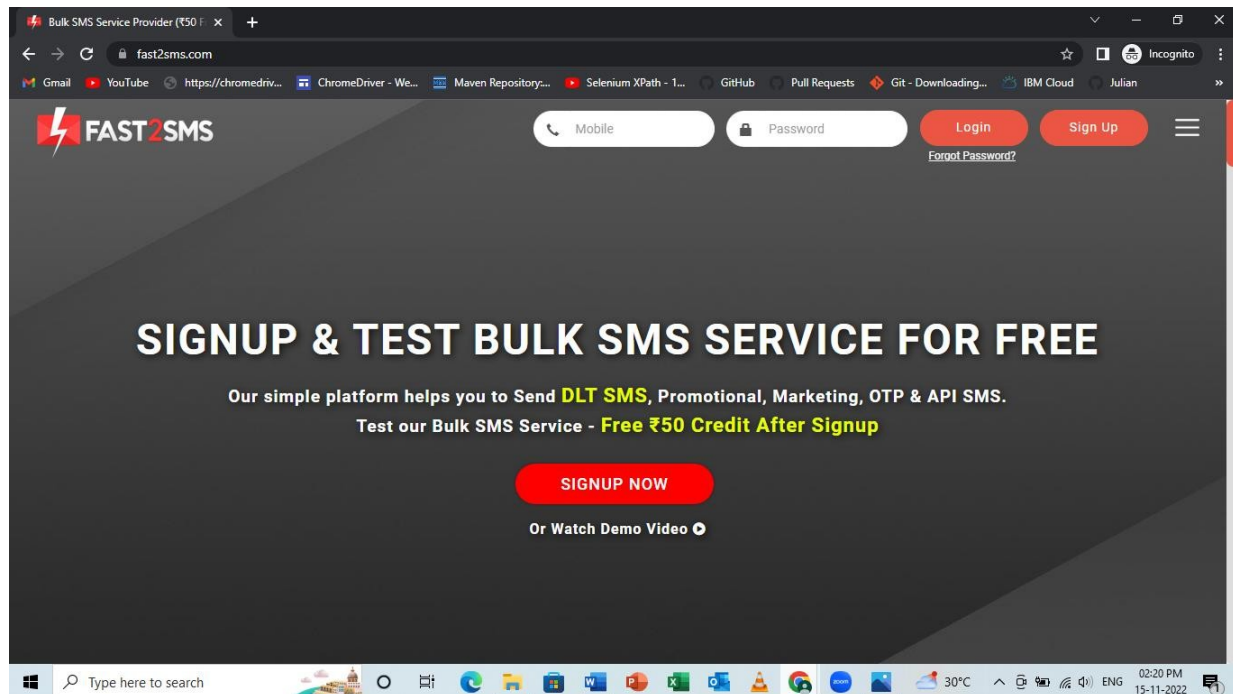 Bulk SMS Service Provider (₹50 F
fast2sms.com
Incognito
Gmail YouTube https://chromedriv... ChromeDriver - We... Maven Repository:... Selenium XPath - 1... GitHub Pull Requests Git - Downloading... IBM Cloud Julian »
FAST2SMS Mobile Password Login Sign Up
Forgot Password?
SIGNUP & TEST BULK SMS SERVICE FOR FREE
Our simple platform helps you to Send DLT SMS, Promotional, Marketing, OTP & API SMS.
Test our Bulk SMS Service - Free ₹50 Credit After Signup
SIGNUP NOW
Or Watch Demo Video
Type here to search 30°C ENG 02:20 PM
15-11-2022